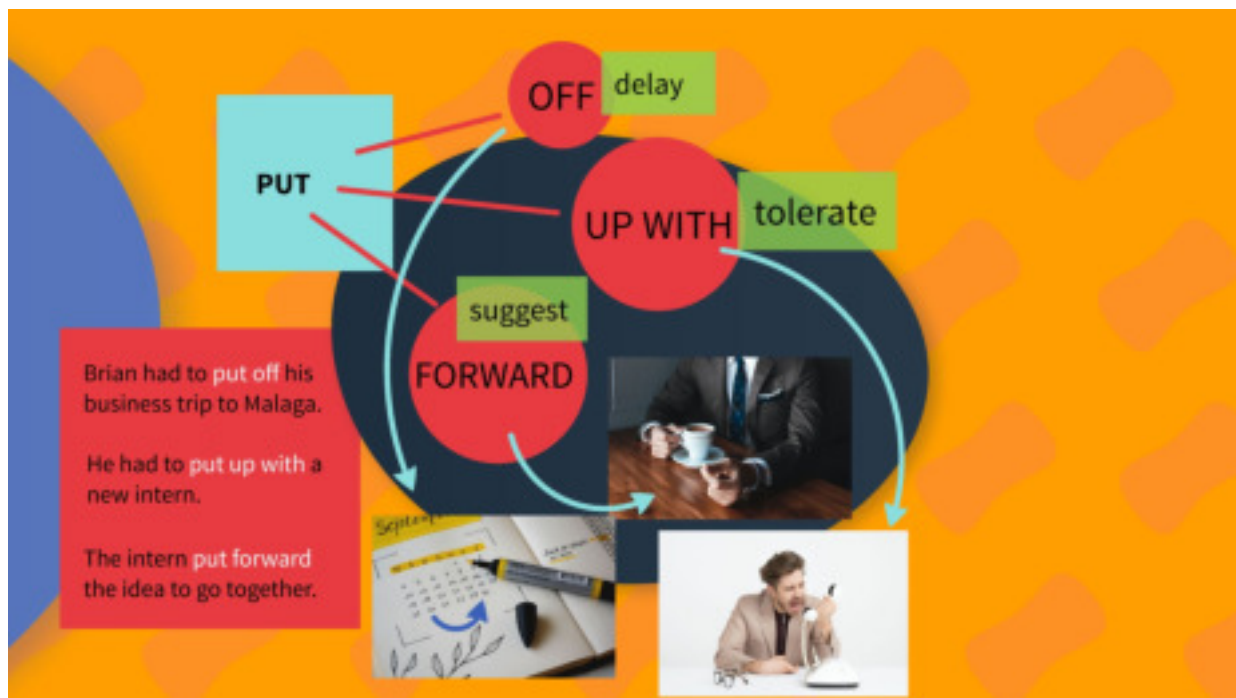 OFF
delay
PUT
UP WITH
tolerate
suggest
FORWARD
Brian had to put off his
business trip to Malaga.
He had to put up with a
new intern.
The intern put forward
the idea to go together.